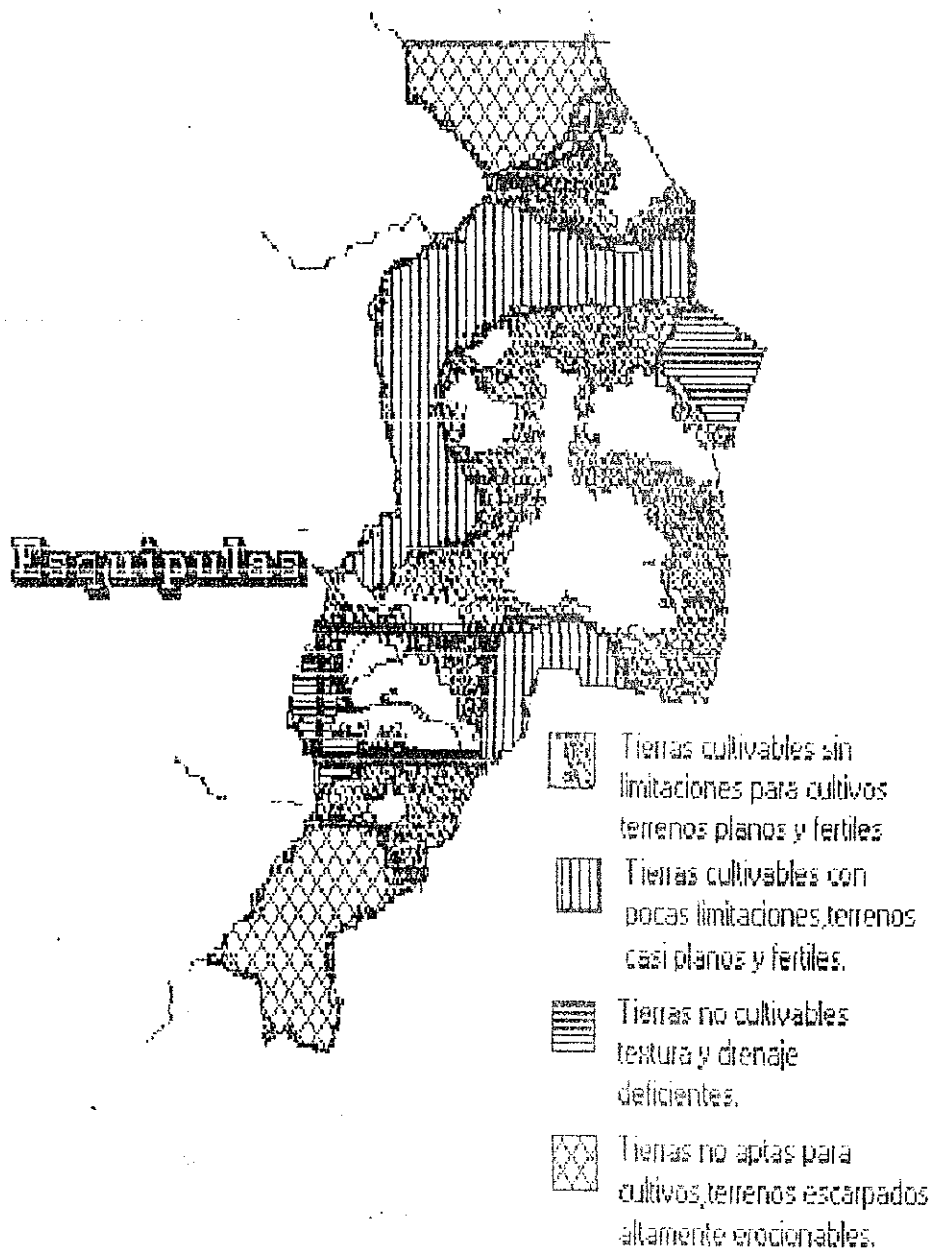 Esquipulas
Tierras cultivables sin
limitaciones para cultivos
terrenos planos y fertiles
Tierras cultivables con
pocas limitaciones,terrenos
casi planos y fertiles.
Tierras no cultivables
textura y drenaje
deficientes.
Tierras no aptas para
cultivos,terrenos escarpados
altamente erocionables.